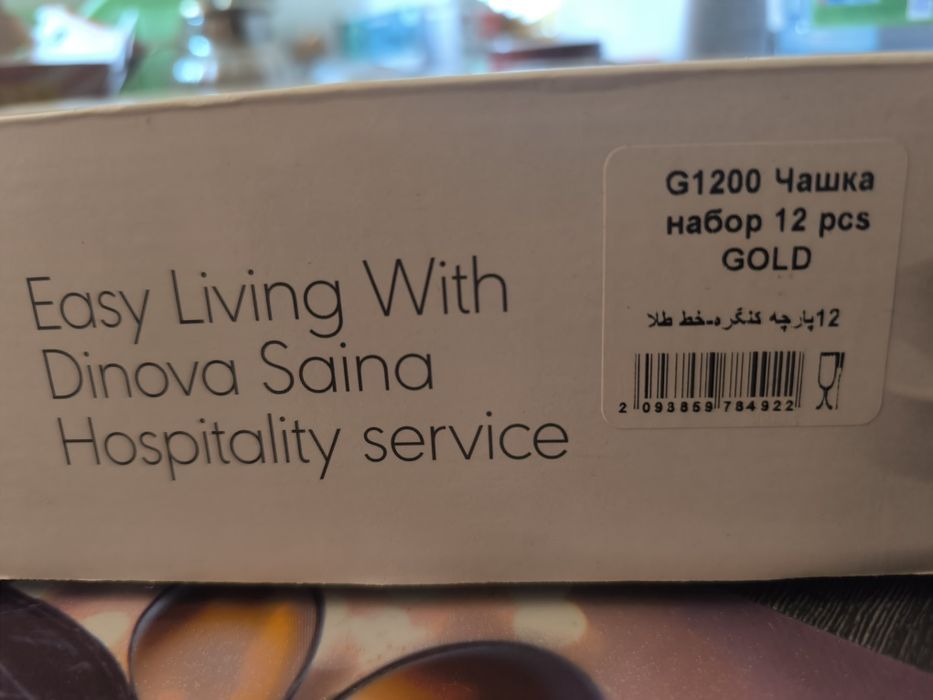 Easy Living With
Dinova Saina
Hospitality service
G1200 Чашка
набор 12 pcs
GOLD
12پارچه کنگره-خط طلا
2 093859 784922